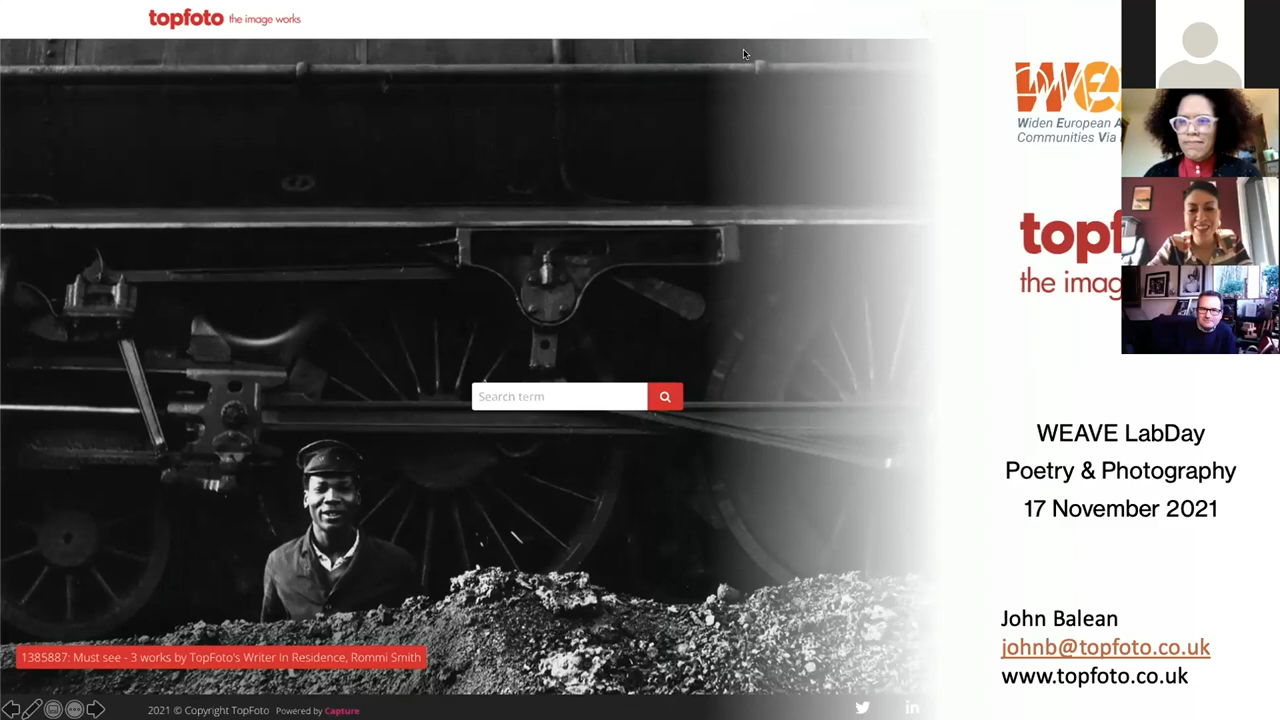 topfoto the image works
Search term
1385887: Must see - 3 works by TopFoto's Writer In Residence, Rommi Smith
2021 © Copyright TopFoto Powered by Capture
Widen European
Communities Via
topf
the imag
WEAVE LabDay
Poetry & Photography
17 November 2021
John Balean
johnb@topfoto.co.uk
www.topfoto.co.uk